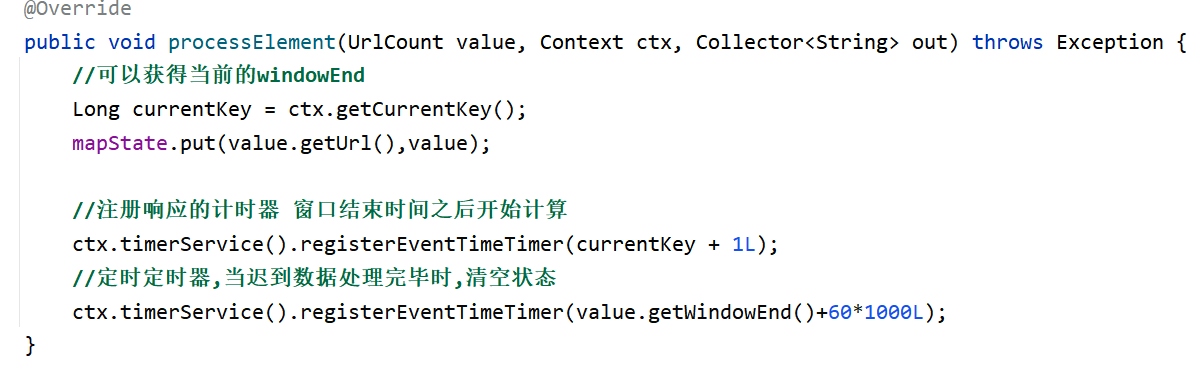 @Override
public void processElement(UrlCount value, Context ctx, Collector<String> out) throws Exception {
//可以获得当前的windowEnd
Long currentKey = ctx.getCurrentKey();
mapState.put(value.getUrl(),value);
//注册响应的计时器 窗口结束时间之后开始计算
ctx.timerService().registerEventTimeTimer(currentKey + 1L);
//定时定时器,当迟到数据处理完毕时,清空状态
ctx.timerService().registerEventTimeTimer(value.getWindowEnd()+60*1000L);
}